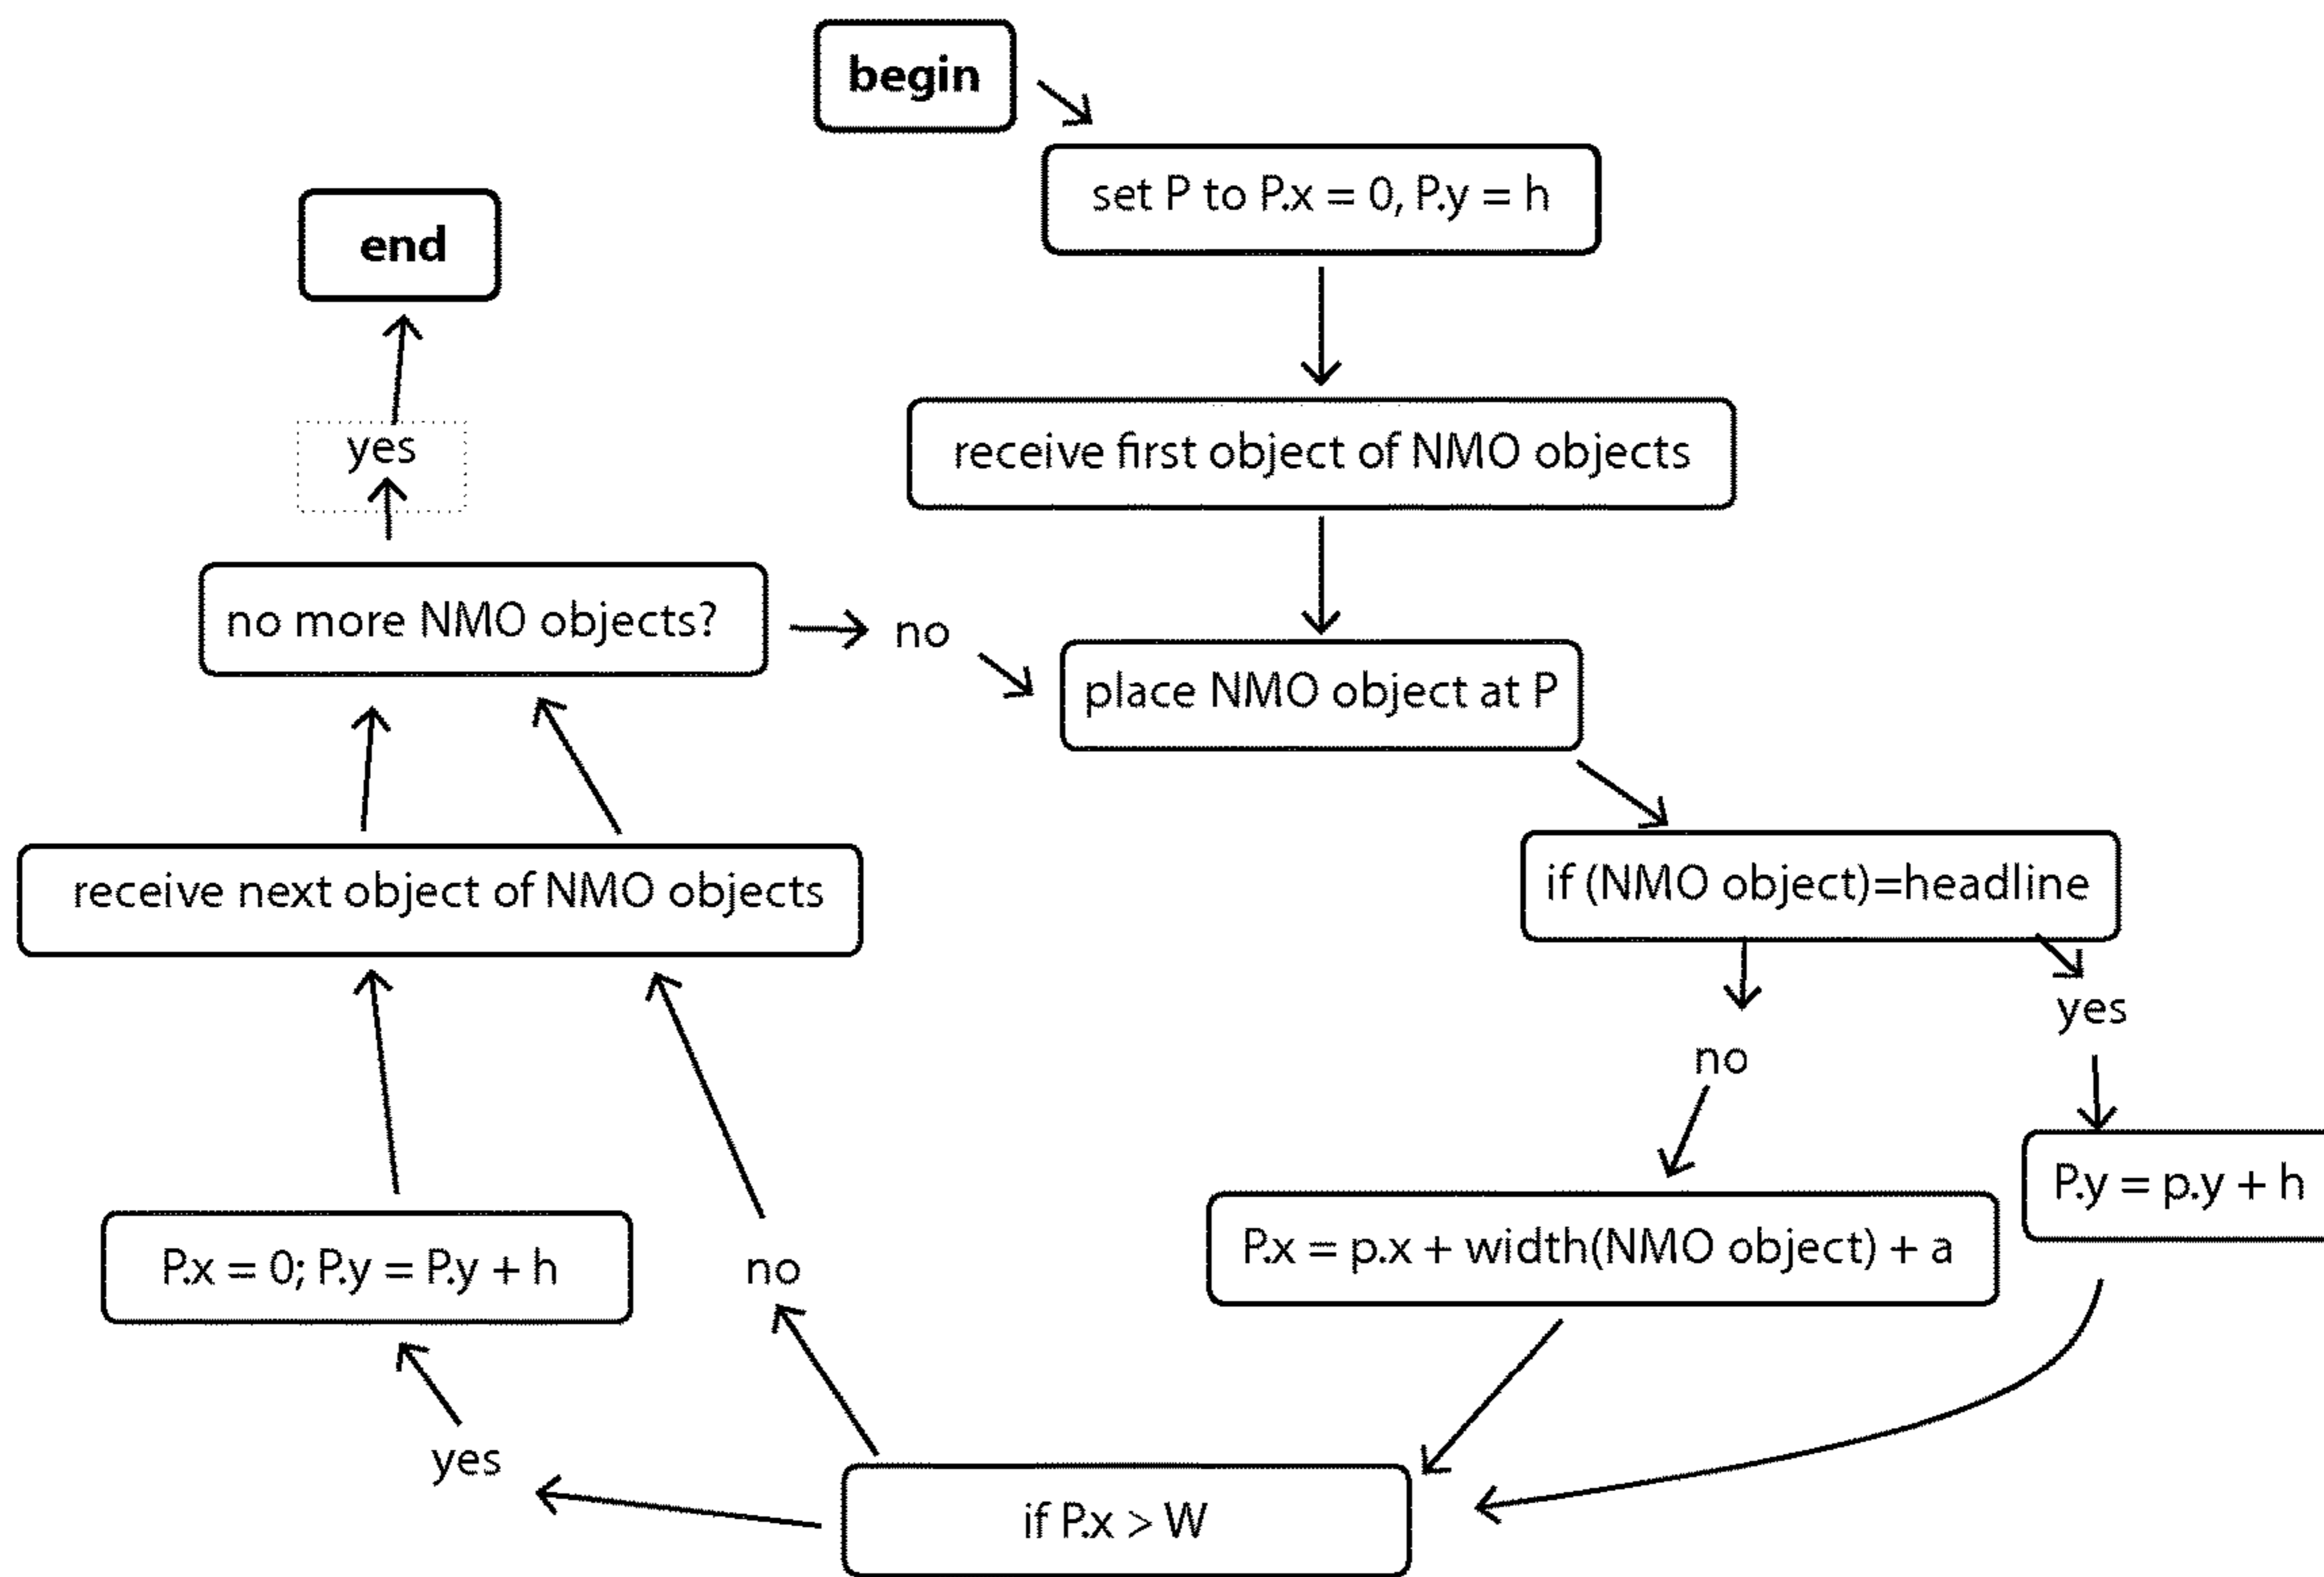 begin
set P to P.x = 0, P.y = h
end
receive first object of NMO objects
yes
no more NMO objects?
no
place NMO object at P
if (NMO object)=headline
receive next object of NMO objects
yes
no
P.y = p.y + h
P.x = p.x + width(NMO object) + a
P.x = 0; P.y = P.y + h
no
yes
if P.x > W